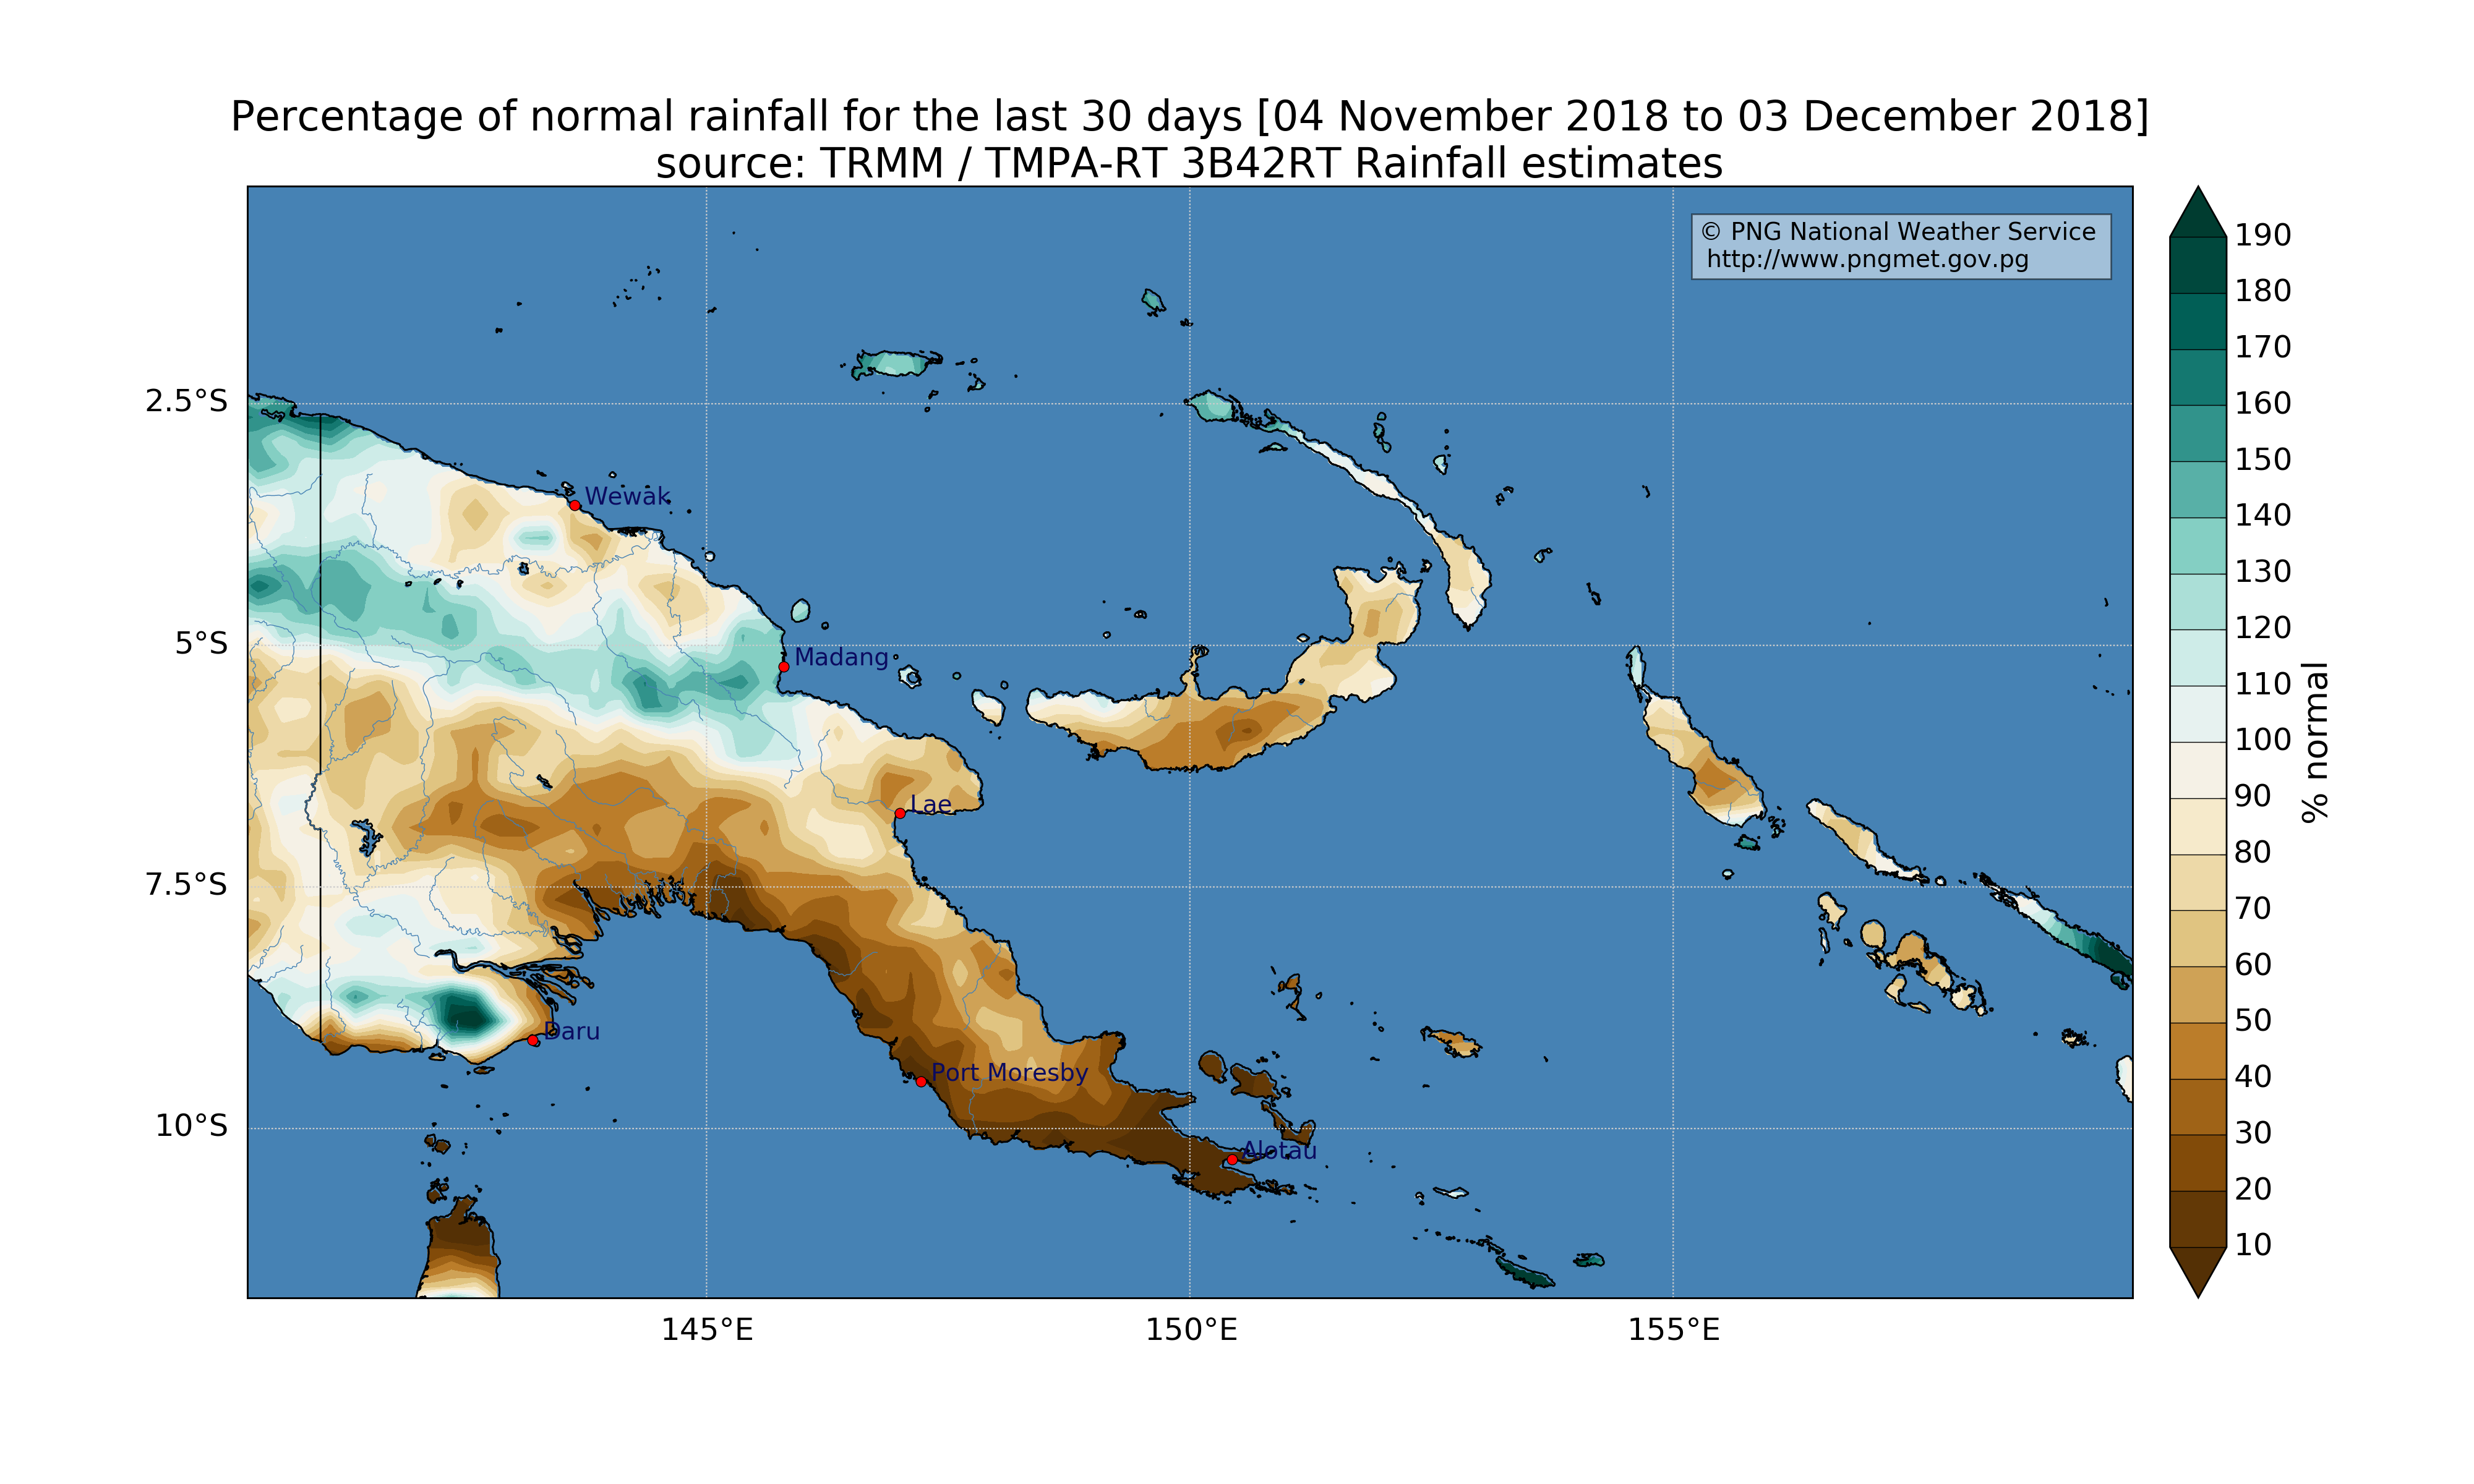 Percentage of normal rainfall for the last 30 days [04 November 2018 to 03 December 2018]
source: TRMM / TMPA-RT 3B42RT Rainfall estimates
© PNG National Weather Service
http://www.pngmet.gov.pg
2.5°S
5°S
7.5°S
10°S
Wewak
Madang
Lae
Daru
Port Moresby
Alotau
145°E
150°E
155°E
190
180
170
160
150
140
130
120
110
100
90
80
70
60
50
40
30
20
10
% normal